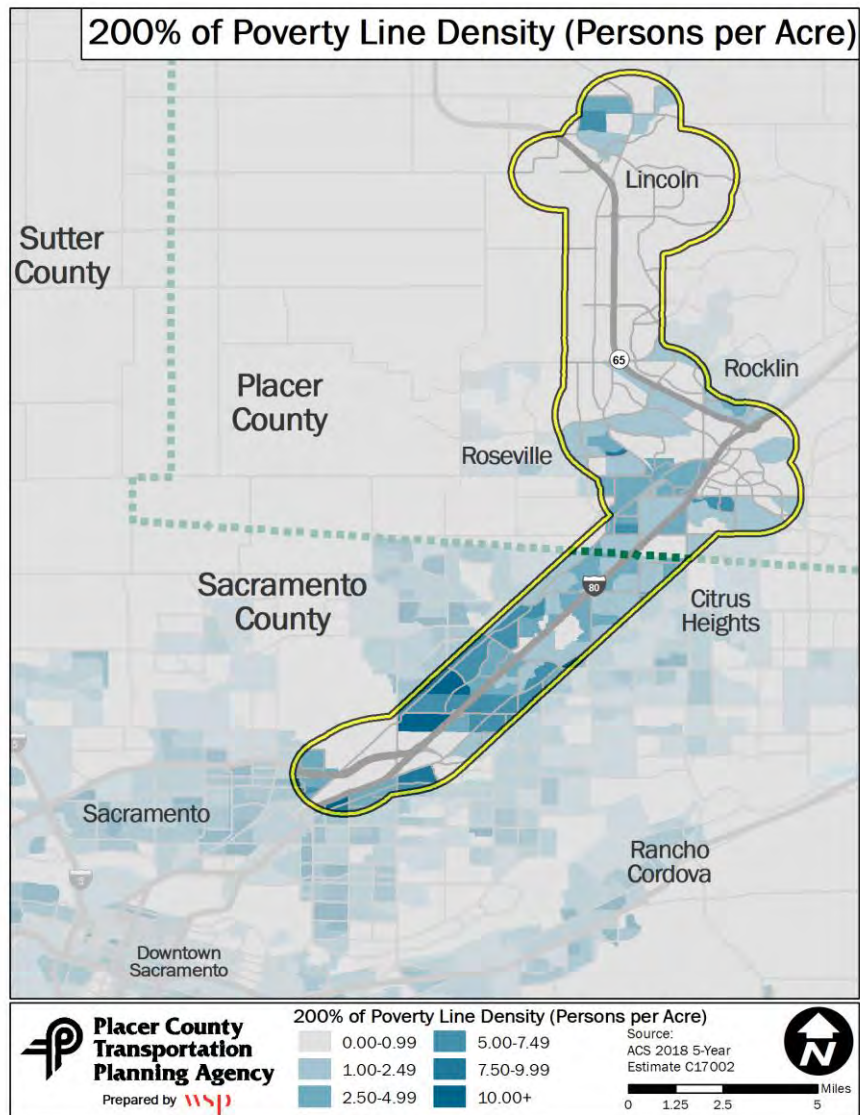 200% of Poverty Line Density (Persons per Acre)
Lincoln
Sutter
County
65
Rocklin
Placer
County
Roseville
Sacramento
County
80
Citrus
Heights
5
Sacramento
Rancho
Cordova
Downtown
Sacramento
Placer County
Transportation
Planning Agency
Prepared by wsp
200% of Poverty Line Density (Persons per Acre)
0.00-0.99
1.00-2.49
2.50-4.99
5.00-7.49
7.50-9.99
10.00+
Source:
ACS 2018 5-Year
Estimate C17002
N
Miles
0 1.25 2.5 5